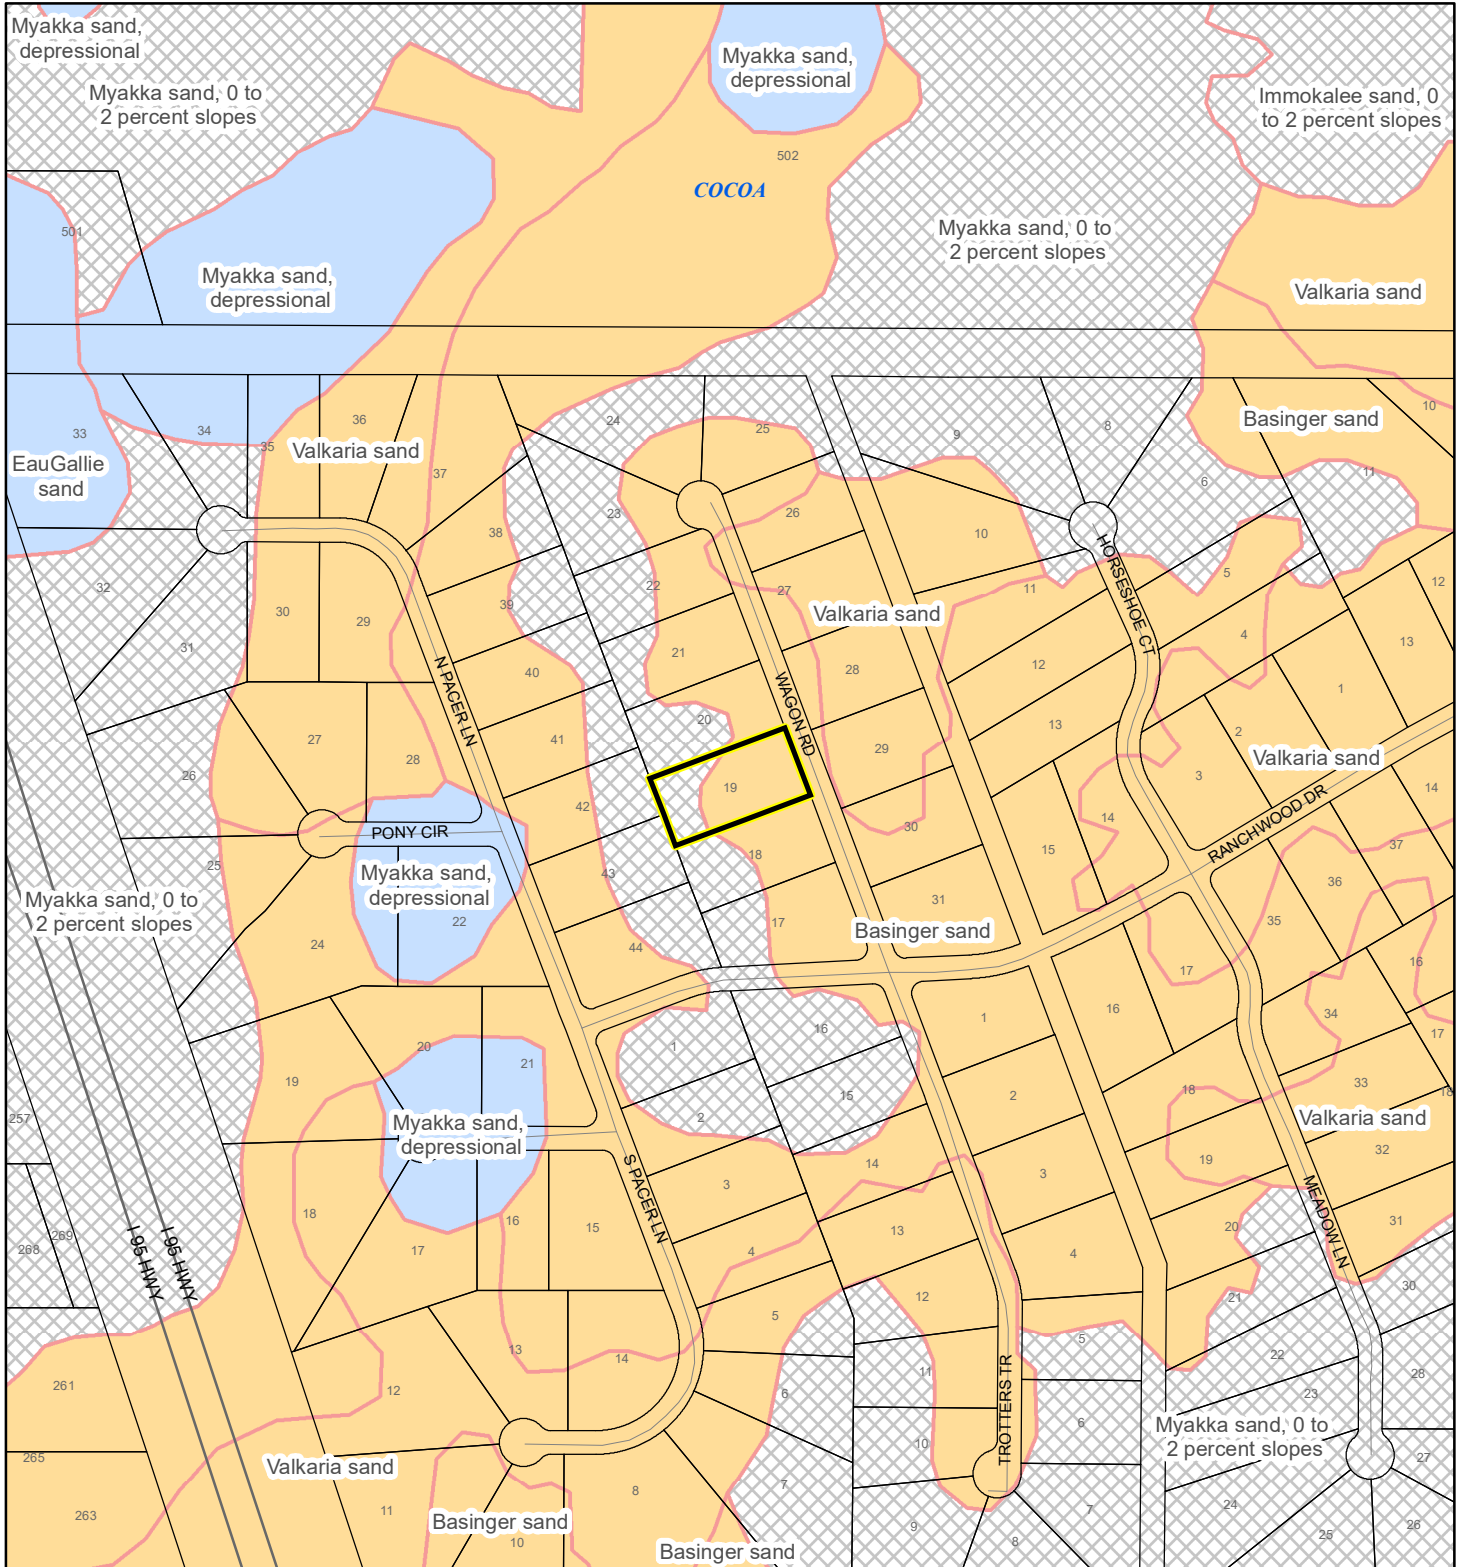 Myakka sand,
depressional
Myakka sand, 0 to
2 percent slopes
Myakka sand,
depressional
Immokalee sand, 0
to 2 percent slopes
502
COCOA
501
Myakka sand, 0 to
2 percent slopes
Myakka sand,
depressional
Valkaria sand
33
34
35
36
Valkaria sand
37
24
25
9
8
Basinger sand
10
11
6
EauGallie
sand
38
23
26
10
32
39
22
27
11
HORSESHOE CT
5
12
30
29
Valkaria sand
31
21
28
12
4
13
N PACER LN
40
WAGON RD
1
20
13
2
27
28
41
29
Valkaria sand
26
19
3
14
42
30
14
RANCHWOOD DR
PONY CIR
18
15
37
25
Myakka sand,
depressional
43
36
Myakka sand, 0 to
2 percent slopes
22
31
17
35
24
44
Basinger sand
17
16
1
16
34
20
1
16
17
21
19
2
15
2
18
33
18
257
Myakka sand,
depressional
Valkaria sand
32
S PACER LN
3
14
3
19
MEADOW LN
18
16
15
13
20
31
268
269
17
4
4
I 95 HWY
I 95 HWY
12
21
30
5
5
13
14
22
261
12
6
11
23
28
TROTTERS TR
6
Myakka sand, 0 to
2 percent slopes
265
Valkaria sand
10
27
7
8
11
7
24
263
Basinger sand
9
25
26
10
Basinger sand
8